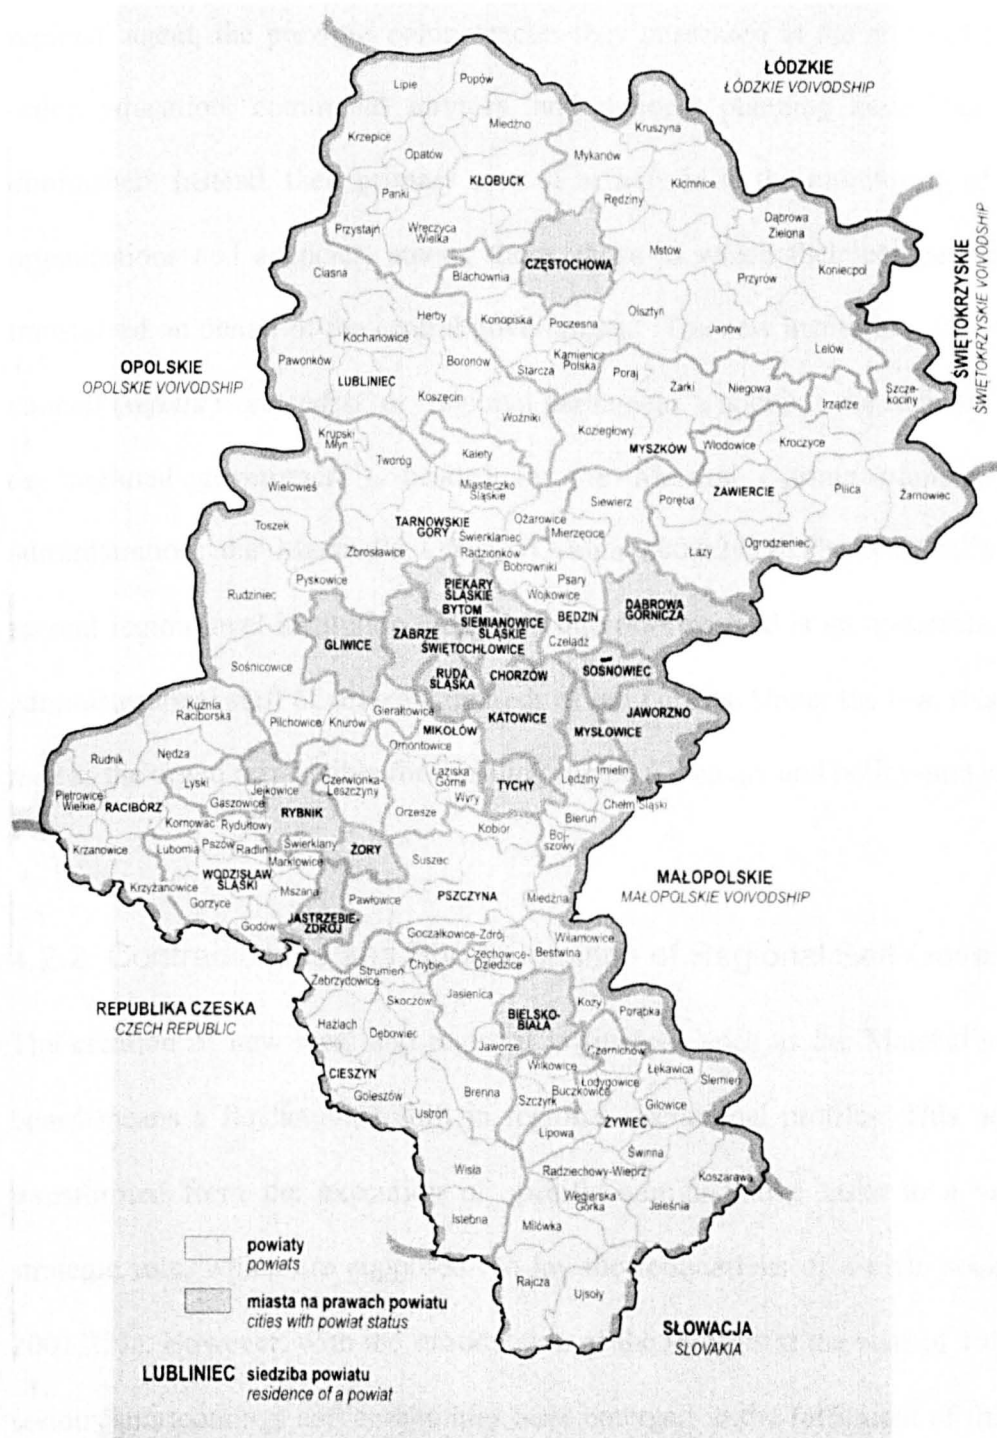 ŁÓDZKIE
ŁÓDZKIE VOIVODSHIP
Lipie
Popów
Miedźno
Kruszyna
Krzepice
Opatów
Mykanów
KŁOBUCK
Kłomnice
Panki
Rędziny
Dąbrowa
Zielona
Przystajń
Wręczyca
Wielka
Mstów
CZĘSTOCHOWA
Ciasna
Blachownia
Przyrów
Koniecpol
ŚWIĘTOKRZYSKIE
ŚWIĘTOKRZYSKIE VOIVODSHIP
Herby
Konopiska
Poczesna
Olsztyn
Janów
Kochanowice
Lelów
OPOLSKIE
OPOLSKIE VOIVODSHIP
Pawonków
Boronów
Starcza
Kamienica
Polska
Poraj
LUBLINIEC
Żarki
Niegowa
Szcze-
kociny
Koszęcin
Irządze
Woźniki
Koziegłowy
Krupski
Młyn
Tworóg
Kalety
MYSZKÓW
Włodowice
Kroczyce
Wielowieś
Miasteczko
Śląskie
Siewierz
Poręba
ZAWIERCIE
Pilica
Żarnowiec
Toszek
TARNOWSKIE
GÓRY
Ożarowice
Świerklaniec
Mierzęcice
Zbrosławice
Radzionków
Bobrowniki
Łazy
Ogrodzieniec
Pyskowice
Psary
Rudziniec
PIEKARY
ŚLĄSKIE
Wojkowice
BYTOM
SIEMIANOWICE
ŚLĄSKIE
BĘDZIN
DĄBROWA
GÓRNICZA
GLIWICE
ZABRZE
ŚWIĘTOCHŁOWICE
Czeladź
Sośnicowice
RUDA
ŚLĄSKA
CHORZÓW
SOSNOWIEC
Kuźnia
Raciborska
Pilchowice
Knurów
Gierałtowice
MIKOŁÓW
KATOWICE
MYSŁOWICE
JAWORZNO
Ornontowice
Rudnik
Nędza
Łaziska
Górne
Lędziny
Imielin
Lyski
Jejkowice
Czerwionka-
Leszczyny
Wyry
TYCHY
Pietrowice
Wielkie
RACIBÓRZ
Gaszowice
RYBNIK
Orzesze
Chełm Śląski
Bieruń
Kornowac
Rydułtowy
Kobiór
Boj-
szowy
Krzanowice
Lubomia
Pszów
Radlin
Świerklany
ŻORY
Suszec
Marklowice
WODZISŁAW
ŚLĄSKI
Krzyżanowice
Mszana
Pawłowice
PSZCZYNA
Miedźna
MAŁOPOLSKIE
MAŁOPOLSKIE VOIVODSHIP
Gorzyce
JASTRZĘBIE-
ZDRÓJ
Godów
Goczałkowice-Zdrój
Wilamowice
Bestwina
Czechowice-
Dziedzice
Chybie
Strumień
Zebrzydowice
REPUBLIKA CZESKA
CZECH REPUBLIC
Skoczów
Jasienica
Kozy
Porąbka
BIELSKO-
BIAŁA
Hażlach
Dębowiec
Jaworze
Czernichów
Wilkowice
Łękawica
Ślemień
CIESZYN
Łodygowice
Buczkowice
Goleszów
Brenna
Szczyrk
Gilowice
Ustroń
ŻYWIEC
Lipowa
Świnna
Wisła
Radziechowy-Wieprz
Koszarawa
Węgierska
Górka
Jeleśnia
Istebna
Milówka
powiaty
powiats
Rajcza
Ujsoły
miasta na prawach powiatu
cities with powiat status
SŁOWACJA
SLOVAKIA
LUBLINIEC siedziba powiatu
residence of a powiat